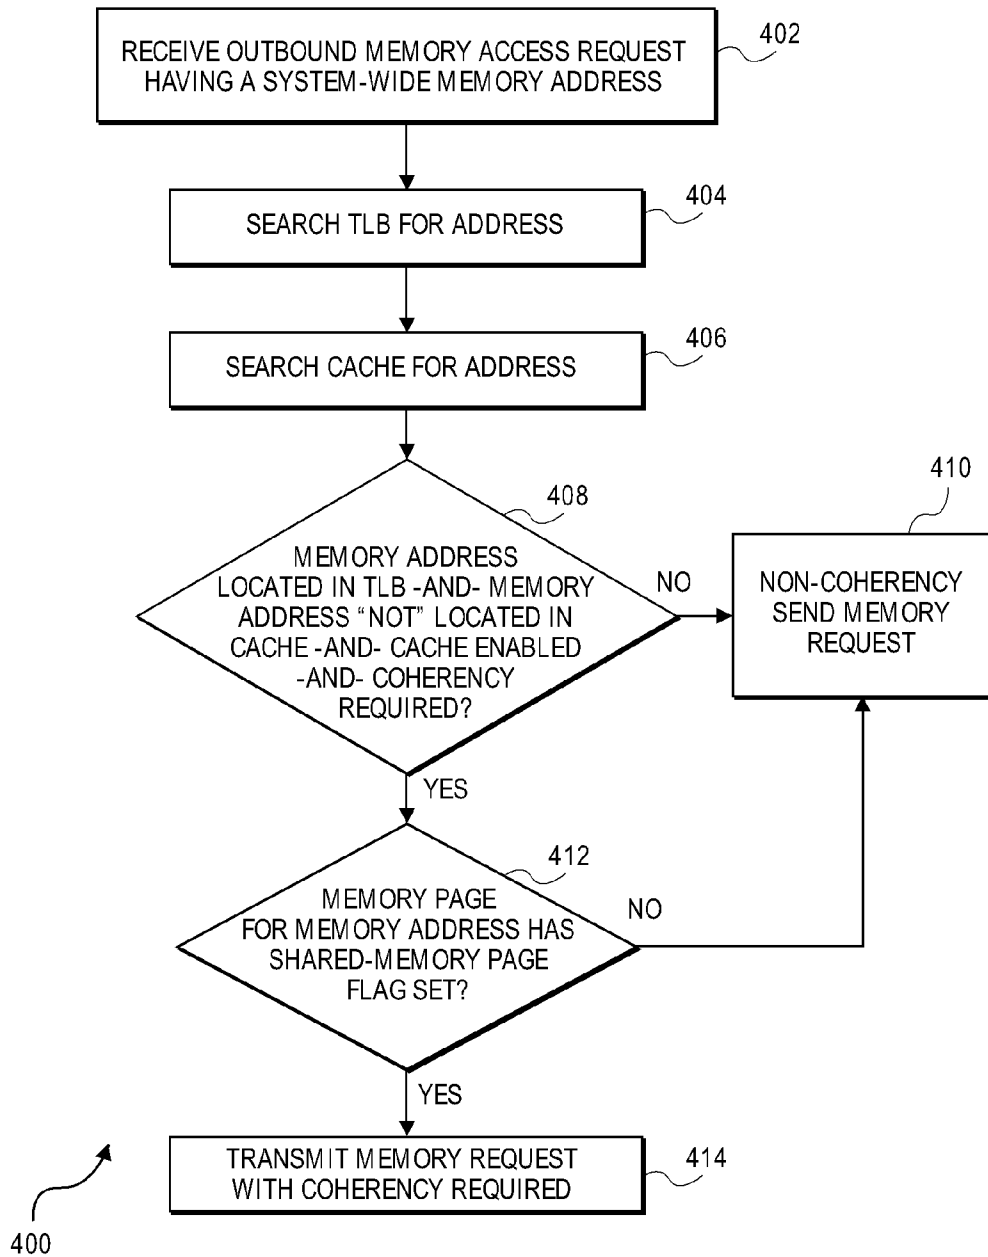 RECEIVE OUTBOUND MEMORY ACCESS REQUEST
HAVING A SYSTEM-WIDE MEMORY ADDRESS
402
SEARCH TLB FOR ADDRESS
404
SEARCH CACHE FOR ADDRESS
406
408
MEMORY ADDRESS
LOCATED IN TLB -AND- MEMORY
ADDRESS “NOT” LOCATED IN
CACHE -AND- CACHE ENABLED
-AND- COHERENCY
REQUIRED?
NO
410
NON-COHERENCY
SEND MEMORY
REQUEST
YES
412
MEMORY PAGE
FOR MEMORY ADDRESS HAS
SHARED-MEMORY PAGE
FLAG SET?
NO
YES
TRANSMIT MEMORY REQUEST
WITH COHERENCY REQUIRED
414
400